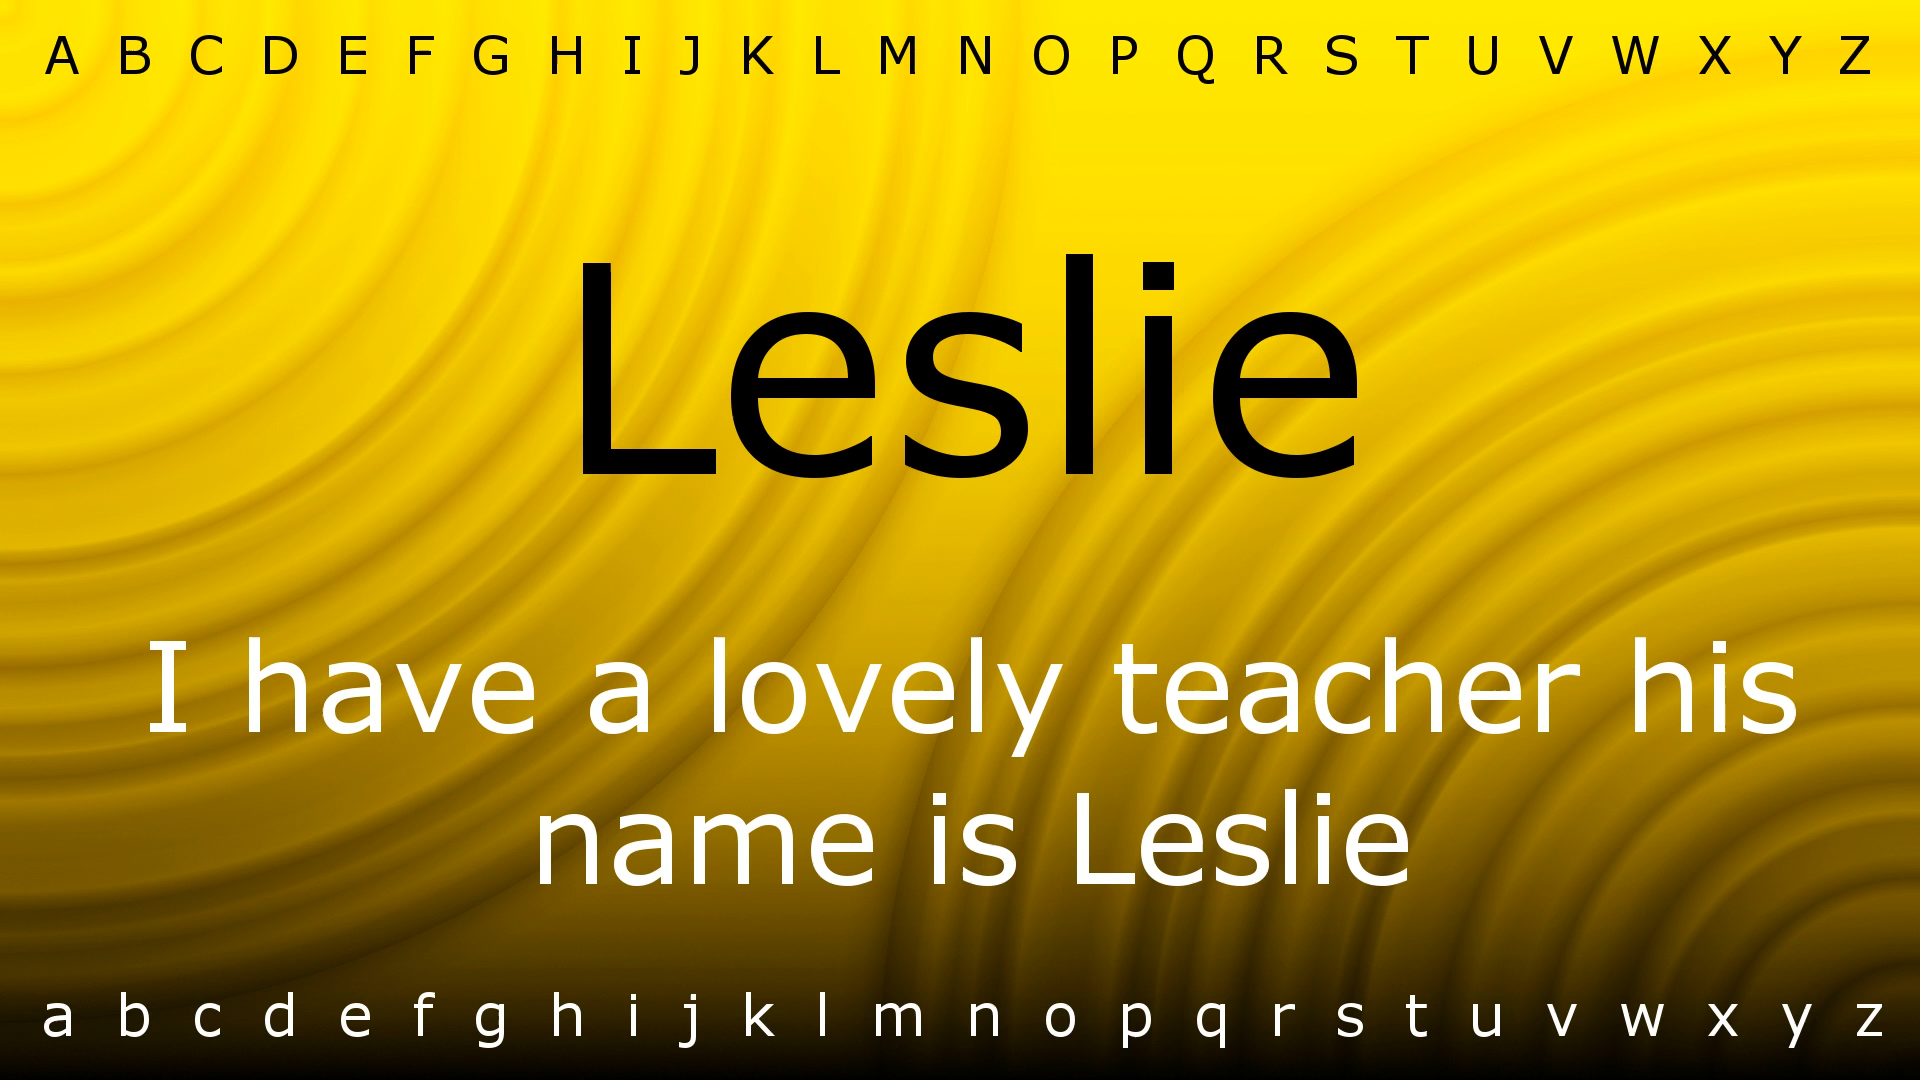 A B C D E F G H I J K L M N O P Q R S T U V W X Y Z
Leslie
I have a lovely teacher his
name is Leslie
a b c d e f g h i j k l m n o p q r s t u v w x y z